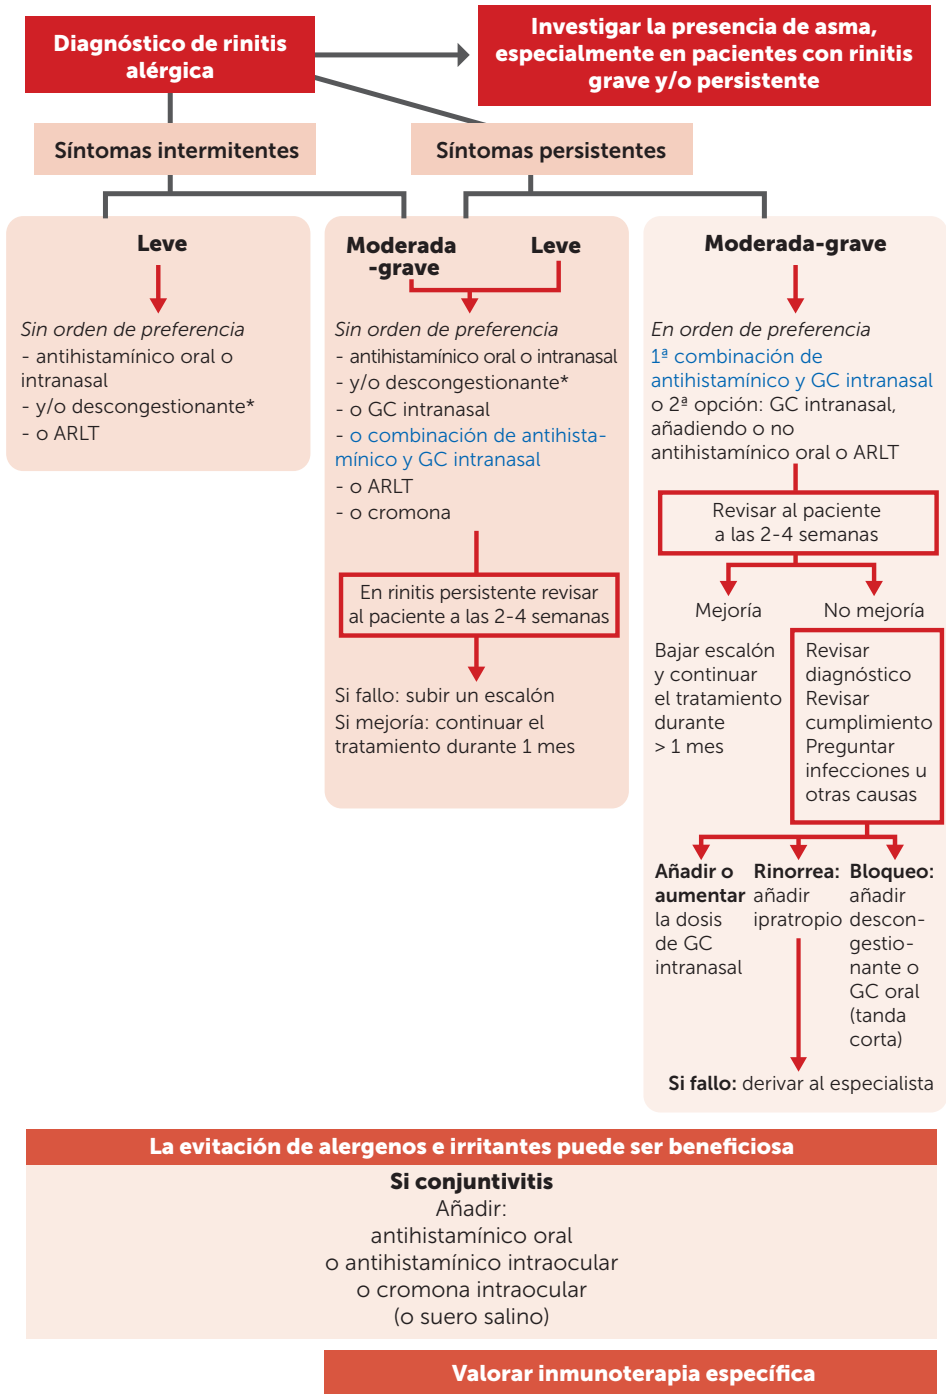 Diagnóstico de rinitis
alérgica
Investigar la presencia de asma,
especialmente en pacientes con rinitis
grave y/o persistente
Síntomas intermitentes
Síntomas persistentes
Leve
Sin orden de preferencia
- antihistamínico oral o
intranasal
- y/o descongestionante*
- o ARLT
Moderada
-grave
Leve
Sin orden de preferencia
- antihistamínico oral o intranasal
- y/o descongestionante*
- o GC intranasal
- o combinación de antihista-
mínico y GC intranasal
- o ARLT
- o cromona
En rinitis persistente revisar
al paciente a las 2-4 semanas
Si fallo: subir un escalón
Si mejoría: continuar el
tratamiento durante 1 mes
Moderada-grave
En orden de preferencia
1ª combinación de
antihistamínico y GC intranasal
o 2ª opción: GC intranasal,
añadiendo o no
antihistamínico oral o ARLT
Revisar al paciente
a las 2-4 semanas
Mejoría
Bajar escalón
y continuar
el tratamiento
durante
> 1 mes
No mejoría
Revisar
diagnóstico
Revisar
cumplimiento
Preguntar
infecciones u
otras causas
Añadir o
aumentar
la dosis
de GC
intranasal
Rinorrea:
añadir
ipratropio
Bloqueo:
añadir
descon-
gestio-
nante o
GC oral
(tanda
corta)
Si fallo: derivar al especialista
La evitación de alergenos e irritantes puede ser beneficiosa
Si conjuntivitis
Añadir:
antihistamínico oral
o antihistamínico intraocular
o cromona intraocular
(o suero salino)
Valorar inmunoterapia específica